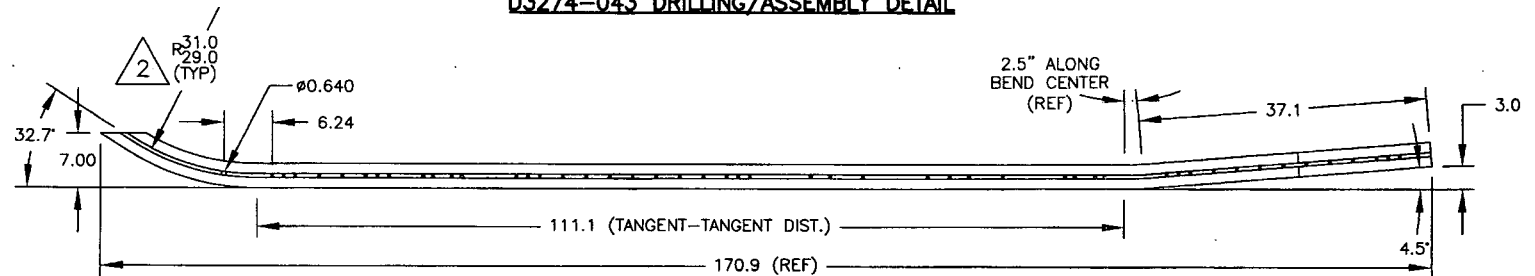 D3274-043 DRILLING/ASSEMBLY DETAIL
2
R31.0
29.0
(TYP)
ø0.640
2.5" ALONG
BEND CENTER
(REF)
37.1
3.0
32.7°
7.00
6.24
111.1 (TANGENT-TANGENT DIST.)
4.5°
170.9 (REF)